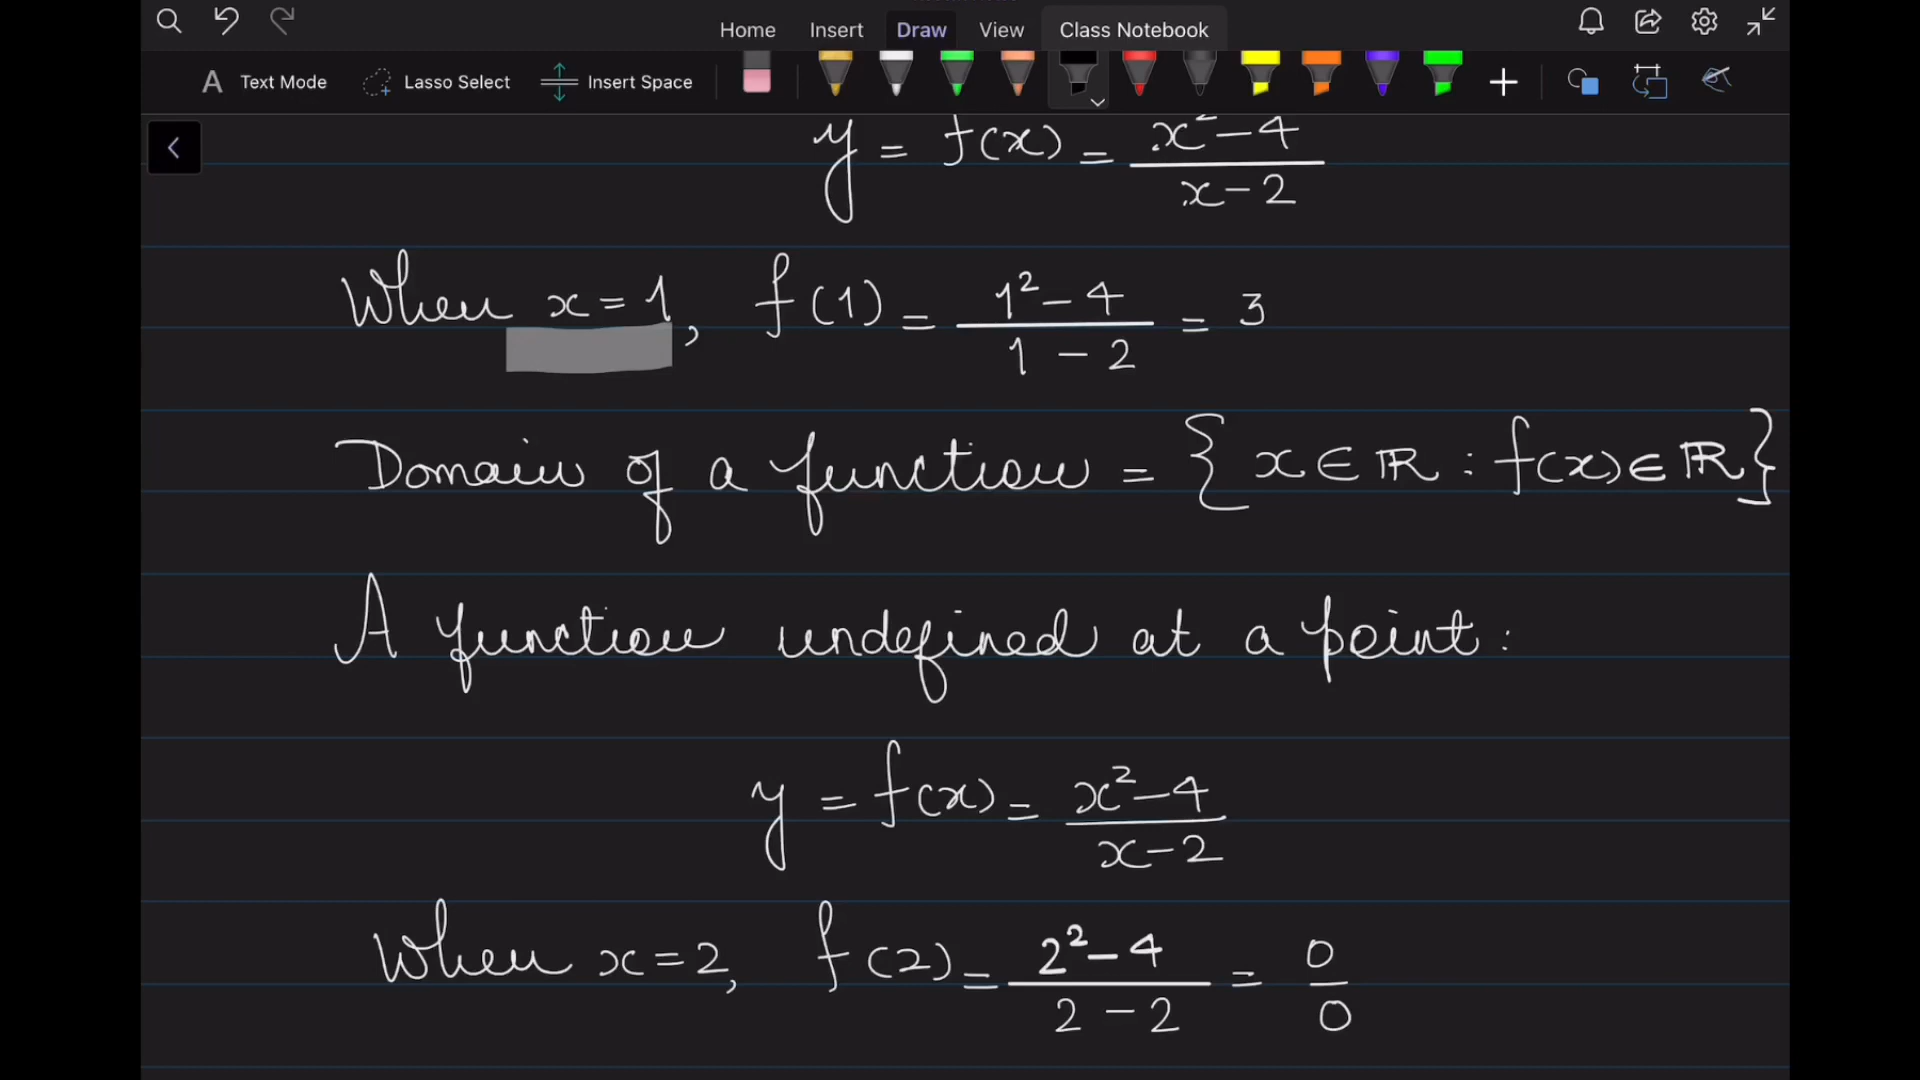 Home Insert Draw View Class Notebook
Text Mode Lasso Select Insert Space
y = f(x) = x²-4 / x-2
When x = 1, f(1) = 1²-4 / 1-2 = 3
Domain of a function = { x ∈ ℝ : f(x) ∈ ℝ}
A function undefined at a point:
y = f(x) = x²-4 / x-2
When x=2, f(2) = 2²-4 / 2-2 = 0/0